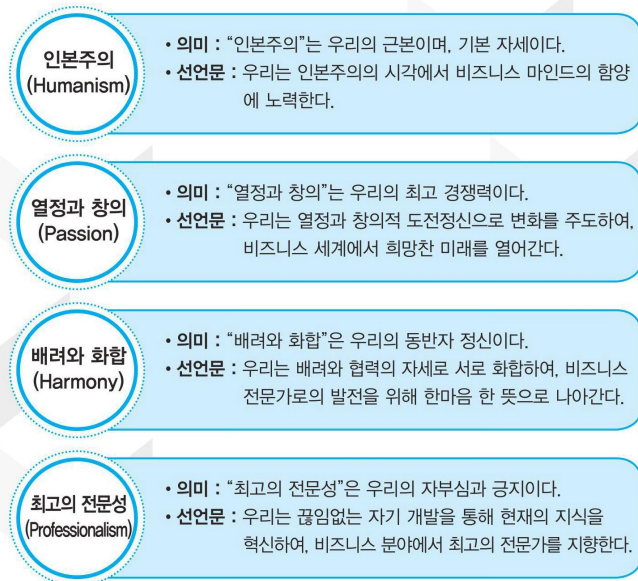 인본주의
(Humanism)
• 의미 : “인본주의”는 우리의 근본이며, 기본 자세이다.
• 선언문 : 우리는 인본주의의 시각에서 비즈니스 마인드의 함양
에 노력한다.
열정과 창의
(Passion)
• 의미 : “열정과 창의”는 우리의 최고 경쟁력이다.
• 선언문 : 우리는 열정과 창의적 도전정신으로 변화를 주도하여,
비즈니스 세계에서 희망찬 미래를 열어간다.
배려와 화합
(Harmony)
• 의미 : “배려와 화합”은 우리의 동반자 정신이다.
• 선언문 : 우리는 배려와 협력의 자세로 서로 화합하여, 비즈니스
전문가로의 발전을 위해 한마음 한 뜻으로 나아간다.
최고의 전문성
(Professionalism)
• 의미 : “최고의 전문성”은 우리의 자부심과 긍지이다.
• 선언문 : 우리는 끊임없는 자기 개발을 통해 현재의 지식을
혁신하여, 비즈니스 분야에서 최고의 전문가를 지향한다.